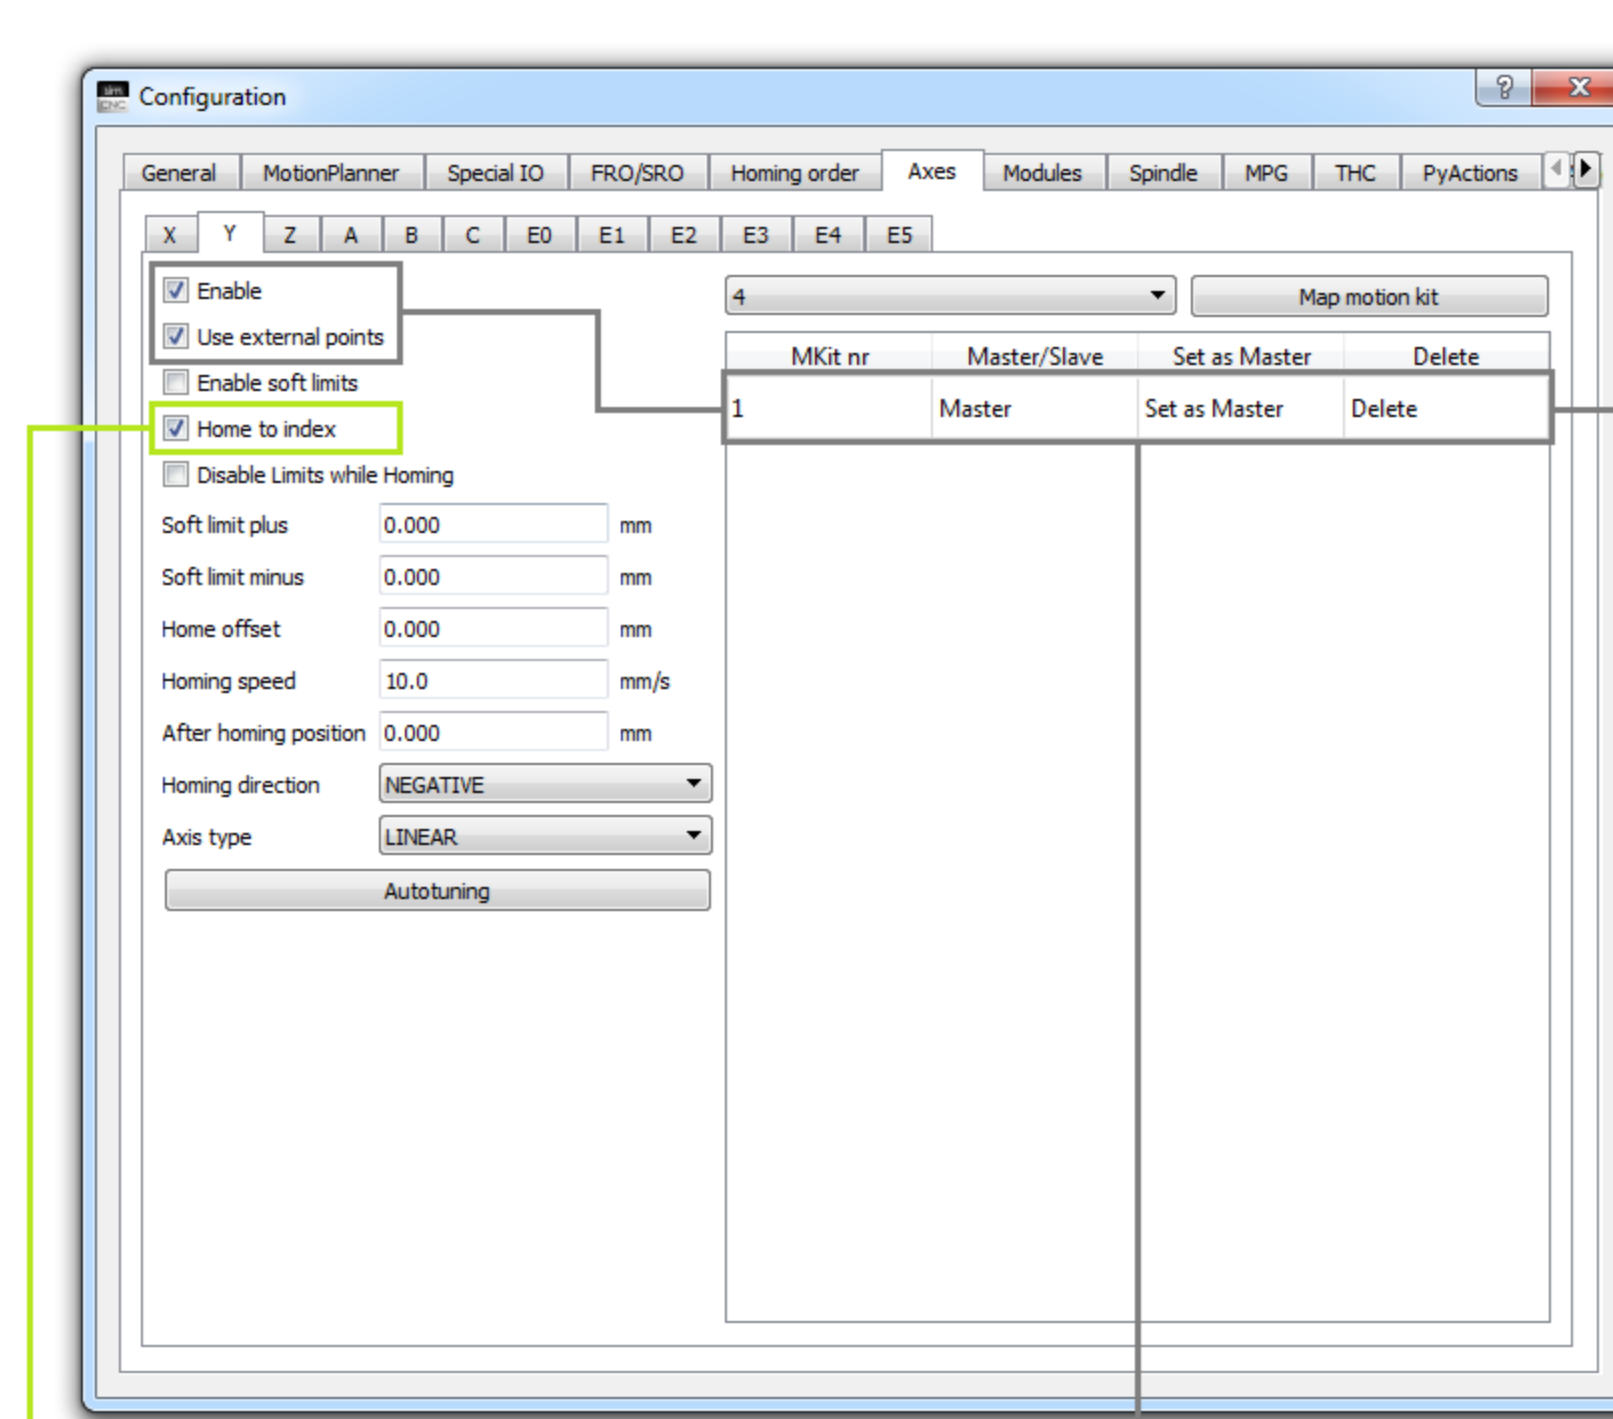 sim
CNC
Configuration
?
X
General MotionPlanner Special IO FRO/SRO Homing order Axes Modules Spindle MPG THC PyActions
X Y Z A B C E0 E1 E2 E3 E4 E5
Enable
4 Map motion kit
Use external points
MKit nr Master/Slave Set as Master Delete
Enable soft limits
1 Master Set as Master Delete
Home to index
Disable Limits while Homing
Soft limit plus 0.000 mm
Soft limit minus 0.000 mm
Home offset 0.000 mm
Homing speed 10.0 mm/s
After homing position 0.000 mm
Homing direction NEGATIVE
Axis type LINEAR
Autotuning